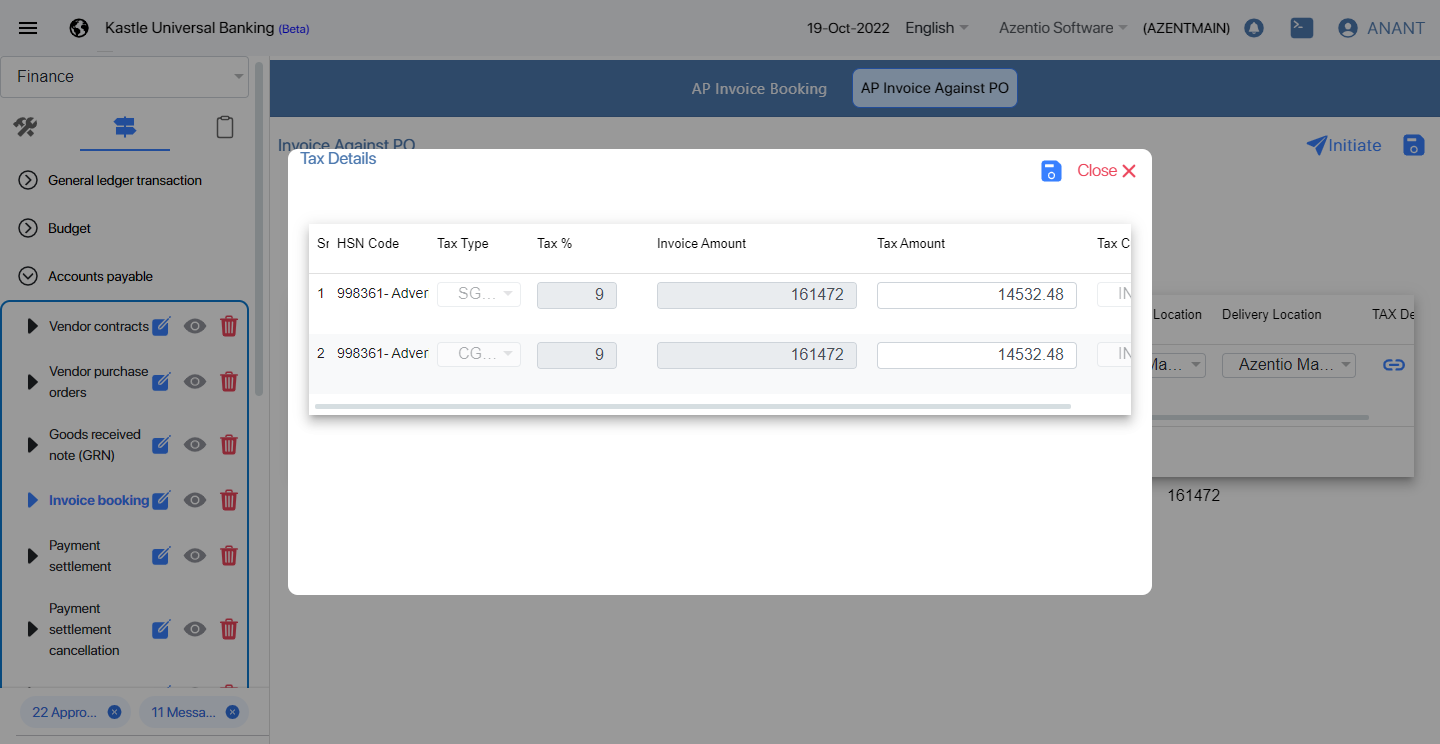 Kastle Universal Banking (Beta)
19-Oct-2022
English
Azentio Software
(AZENTMAIN)
ANANT
Finance
AP Invoice Booking
AP Invoice Against PO
Invoice Against PO
Initiate
General ledger transaction
Budget
Accounts payable
Vendor contracts
Vendor purchase
orders
Goods received
note (GRN)
Invoice booking
Payment
settlement
Payment
settlement
cancellation
22 Appro...
11 Messa...
Tax Details
Close
Sr HSN Code Tax Type Tax % Invoice Amount Tax Amount Tax C
1 998361- Adver SG... 9 161472 14532.48 IN
2 998361- Adver CG... 9 161472 14532.48 IN
Location Delivery Location TAX De
Ma... Azentio Ma...
161472